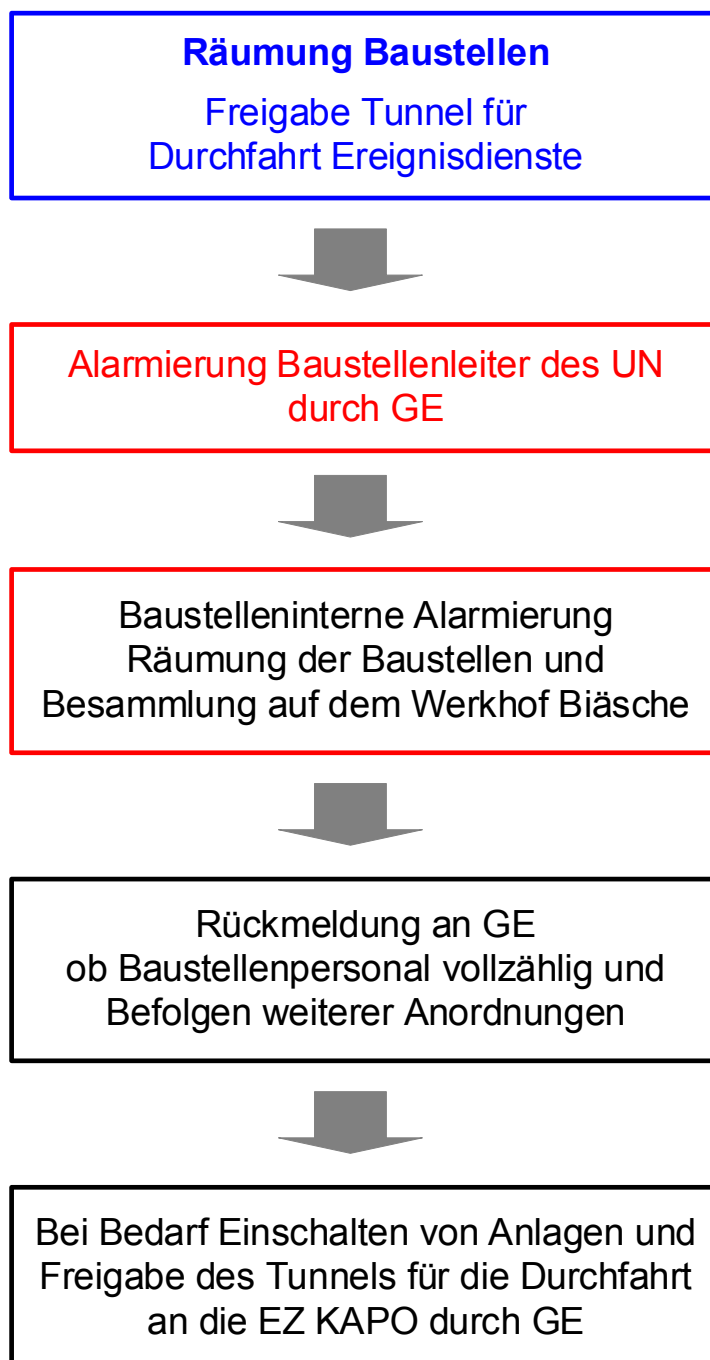 Räumung Baustellen
Freigabe Tunnel für
Durchfahrt Ereignisdienste
Alarmierung Baustellenleiter des UN
durch GE
Baustelleninterne Alarmierung
Räumung der Baustellen und
Besammlung auf dem Werkhof Biäsche
Rückmeldung an GE
ob Baustellenpersonal vollzählig und
Befolgen weiterer Anordnungen
Bei Bedarf Einschalten von Anlagen und
Freigabe des Tunnels für die Durchfahrt
an die EZ KAPO durch GE